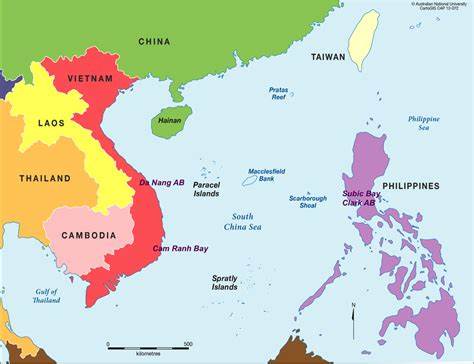 © Australian National University
CartoGIS CAP 12-072
CHINA
TAIWAN
VIETNAM
Pratas
Reef
Hainan
Philippine
Sea
LAOS
THAILAND
Da Nang AB
Paracel
Islands
Macclesfield
Bank
Scarborough
Shoal
Subic Bay
Clark AB
PHILIPPINES
South
China Sea
CAMBODIA
Cam Ranh Bay
Gulf of
Thailand
Spratly
Islands
N
0
500
kilometres